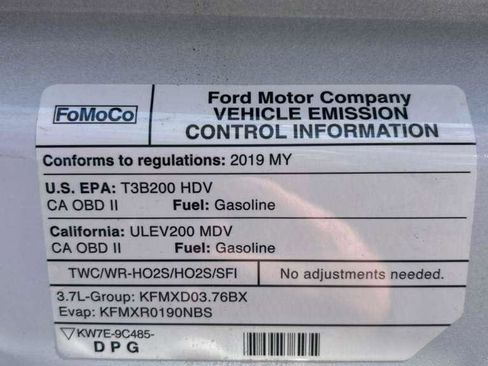 FoMoCo
Ford Motor Company
VEHICLE EMISSION
CONTROL INFORMATION
Conforms to regulations: 2019 MY
U.S. EPA: T3B200 HDV
CA OBD II Fuel: Gasoline
California: ULEV200 MDV
CA OBD II Fuel: Gasoline
TWC/WR-HO2S/HO2S/SFI No adjustments needed.
3.7L-Group: KFMXD03.76BX
Evap: KFMXR0190NBS
KW7E-9C485-
DPG